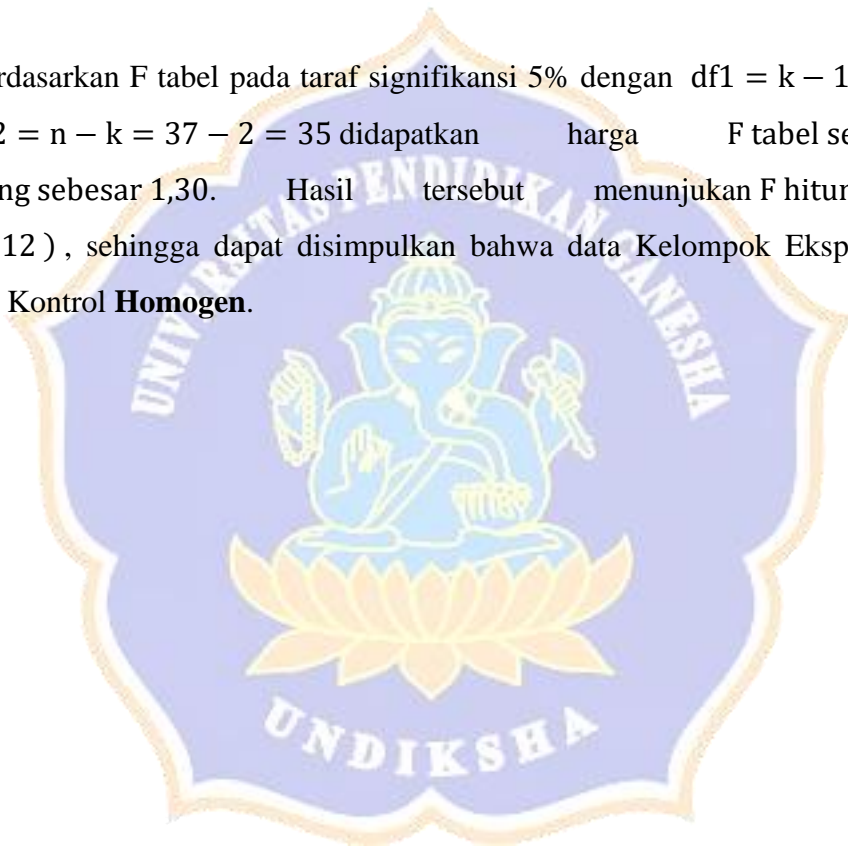 rdasarkan F tabel pada taraf signifikansi 5% dengan df1 = k − 1
2 = n − k = 37 − 2 = 35 didapatkan harga F tabel se
ng sebesar 1,30. Hasil tersebut menunjukan F hitun
12 ) , sehingga dapat disimpulkan bahwa data Kelompok Eksp
Kontrol Homogen.
UNIVERSITAS PENDIDIKAN GANESHA
UNDIKSHA